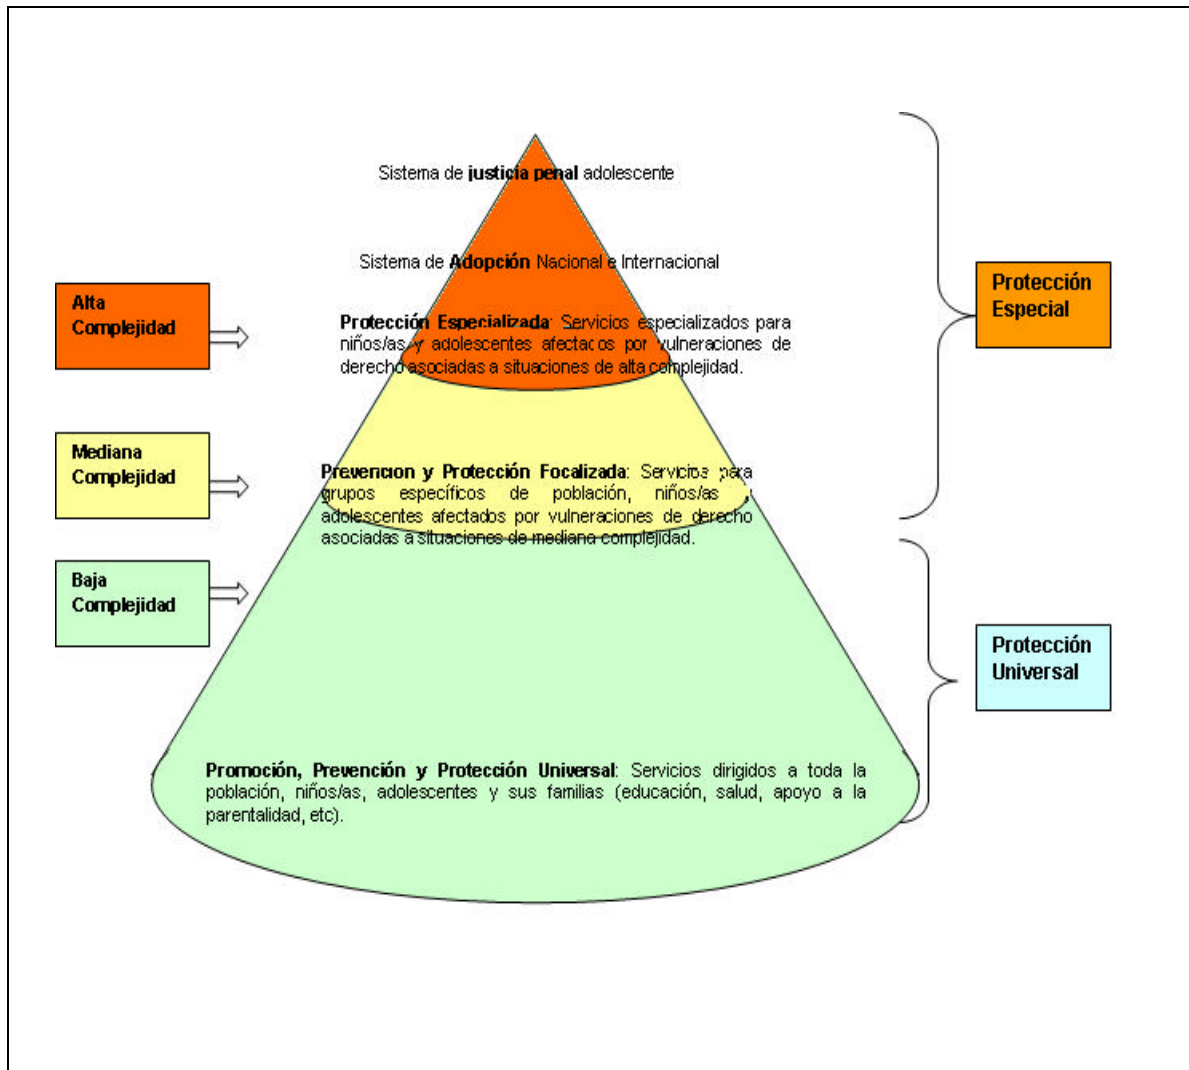 Sistema de justicia penal adolescente
Sistema de Adopción Nacional e Internacional
Alta
Complejidad
Protección Especializada: Servicios especializados para
niños/as y adolescentes afectados por vulneraciones de
derecho asociadas a situaciones de alta complejidad.
Protección
Especial
Mediana
Complejidad
Prevención y Protección Focalizada: Servicios para
grupos específicos de población, niños/as
adolescentes afectados por vulneraciones de derecho
asociadas a situaciones de mediana complejidad.
Baja
Complejidad
Protección
Universal
Promoción, Prevención y Protección Universal: Servicios dirigidos a toda la
población, niños/as, adolescentes y sus familias (educación, salud, apoyo a la
parentalidad, etc).